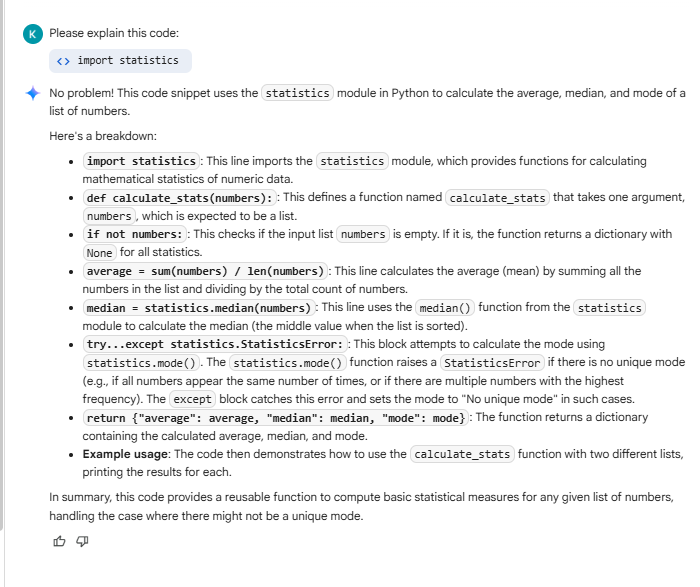 K Please explain this code:
<> import statistics
No problem! This code snippet uses the statistics module in Python to calculate the average, median, and mode of a
list of numbers.
Here's a breakdown:
• import statistics: This line imports the statistics module, which provides functions for calculating
mathematical statistics of numeric data.
• def calculate_stats(numbers):: This defines a function named calculate_stats that takes one argument,
numbers, which is expected to be a list.
• if not numbers:: This checks if the input list numbers is empty. If it is, the function returns a dictionary with
None for all statistics.
• average = sum(numbers) / len(numbers): This line calculates the average (mean) by summing all the
numbers in the list and dividing by the total count of numbers.
• median = statistics.median(numbers): This line uses the median() function from the statistics
module to calculate the median (the middle value when the list is sorted).
• try...except statistics.StatisticsError:: This block attempts to calculate the mode using
statistics.mode(). The statistics.mode() function raises a StatisticsError if there is no unique mode
(e.g., if all numbers appear the same number of times, or if there are multiple numbers with the highest
frequency). The except block catches this error and sets the mode to "No unique mode" in such cases.
• return {"average": average, "median": median, "mode": mode}: The function returns a dictionary
containing the calculated average, median, and mode.
• Example usage: The code then demonstrates how to use the calculate_stats function with two different lists,
printing the results for each.
In summary, this code provides a reusable function to compute basic statistical measures for any given list of numbers,
handling the case where there might not be a unique mode.